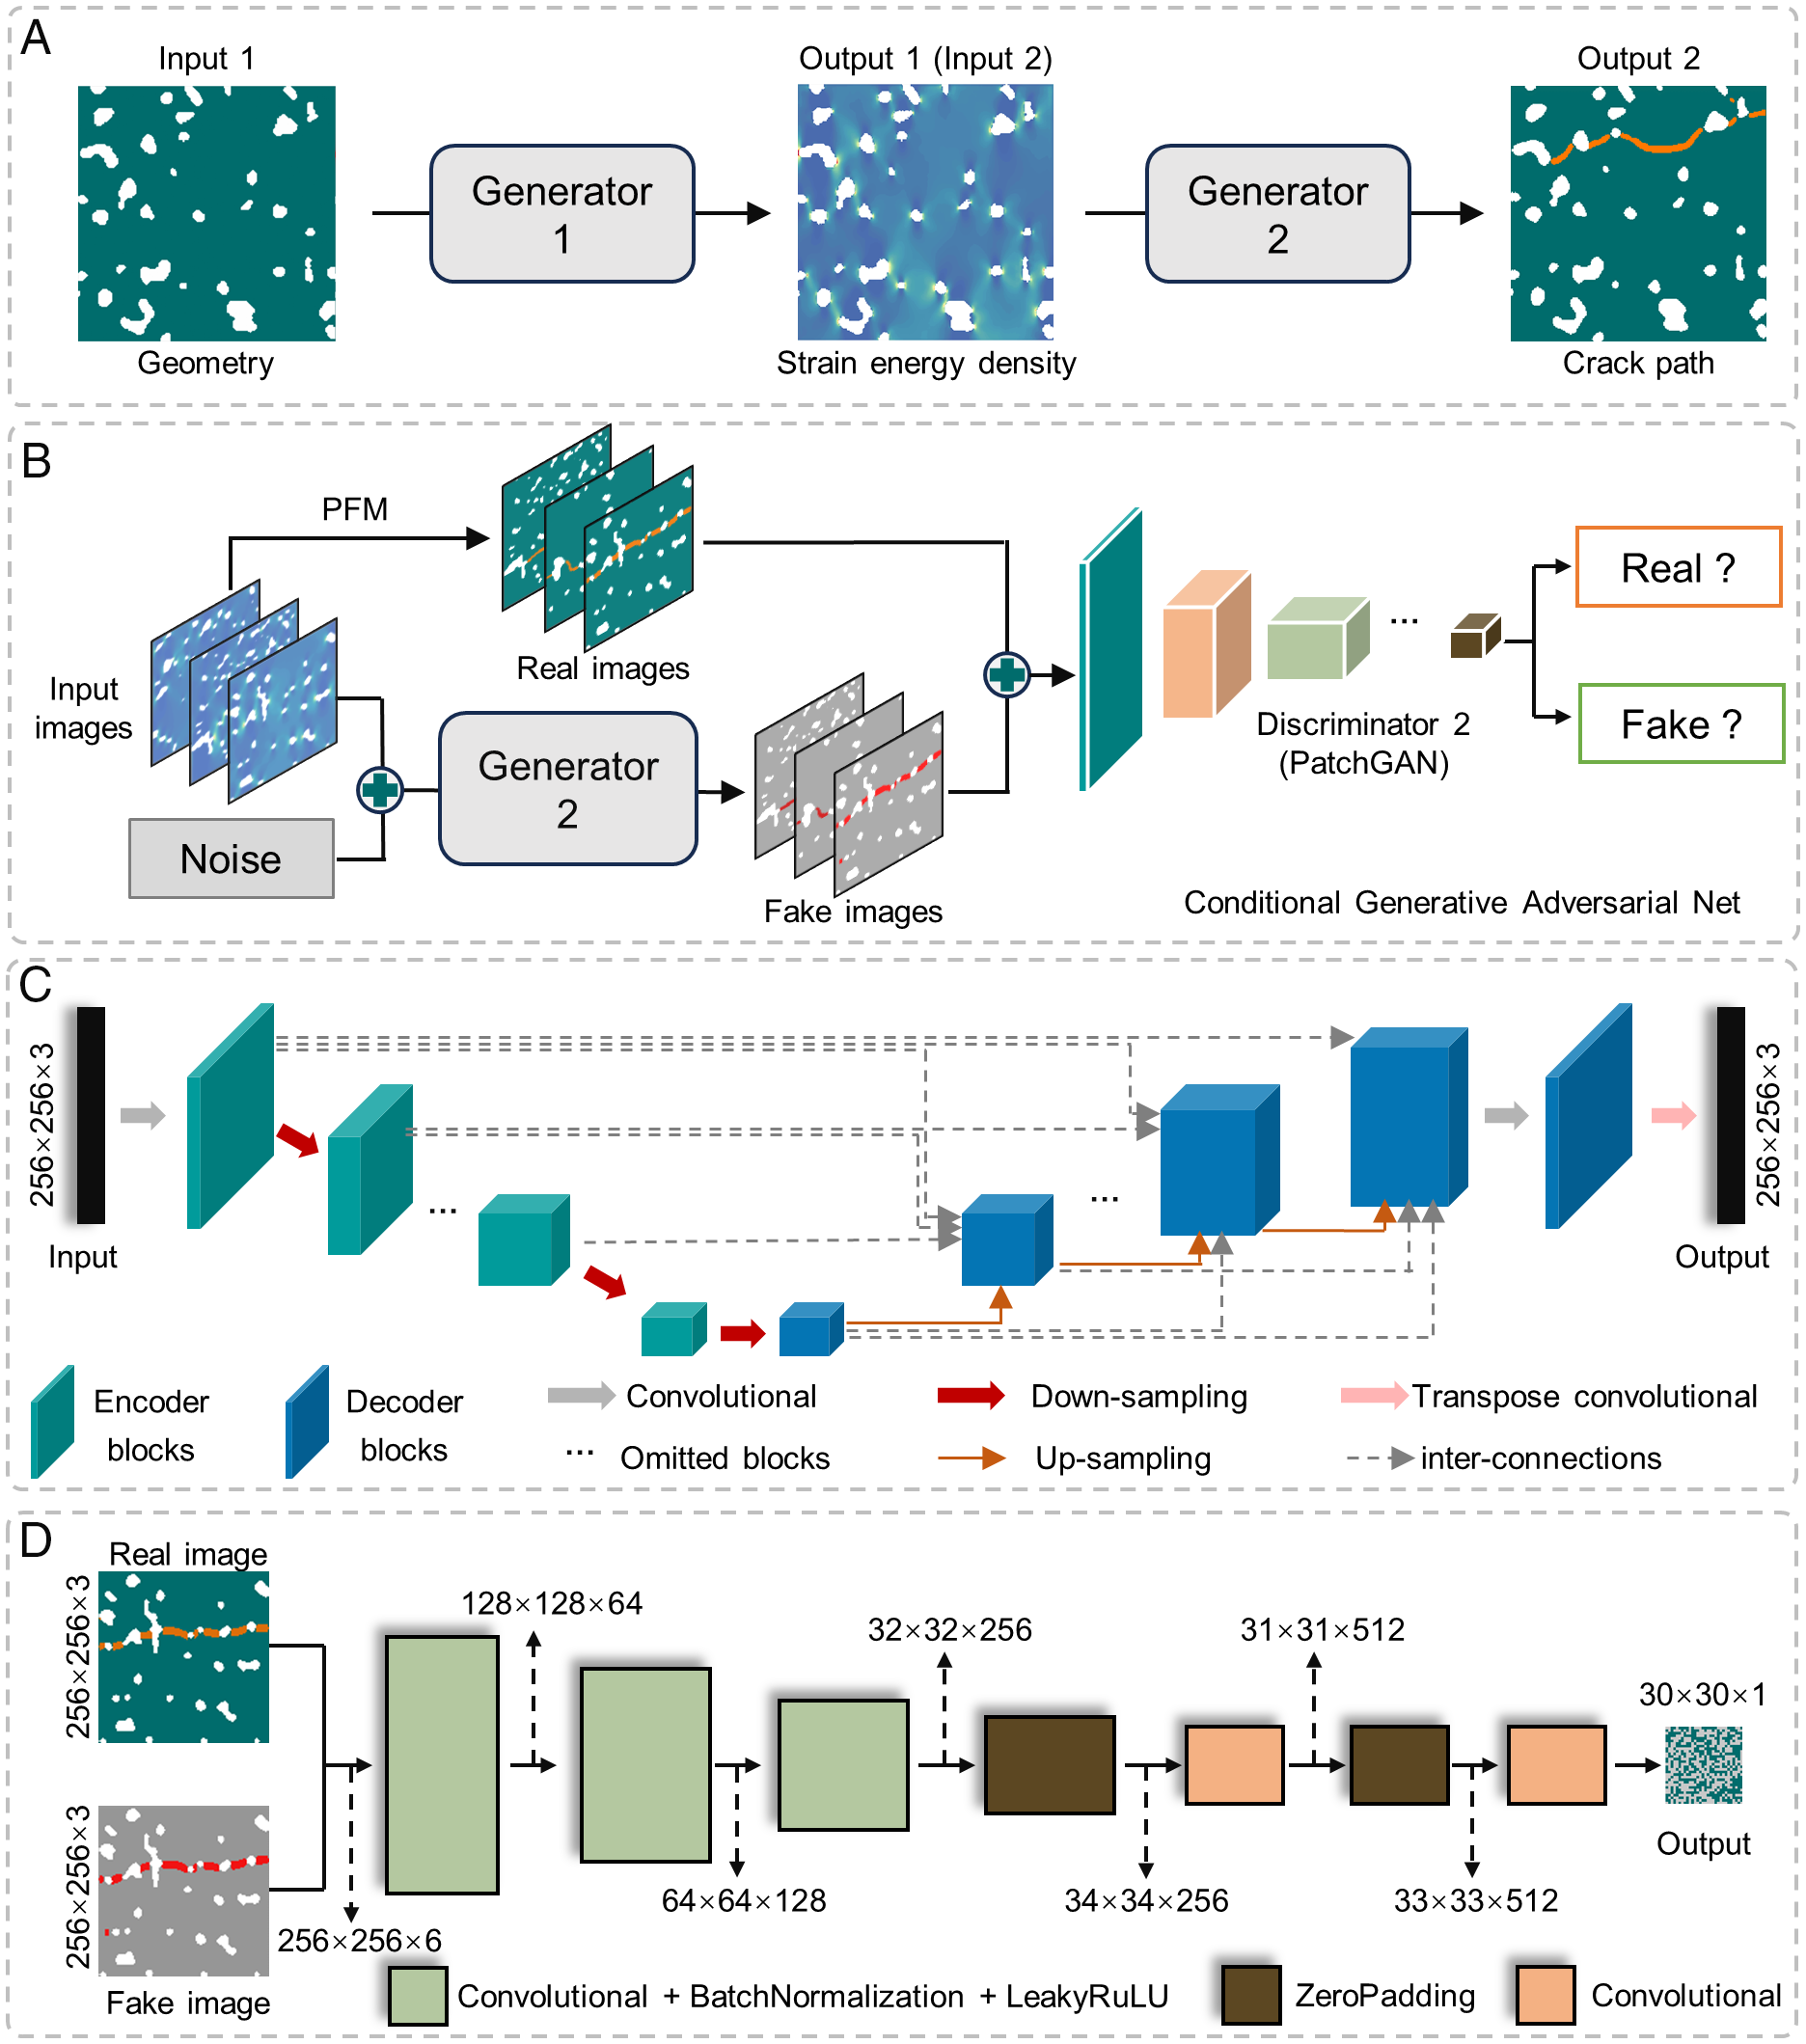 A
Input 1
Output 1 (Input 2)
Output 2
Generator
1
Generator
2
Geometry
Strain energy density
Crack path
B
PFM
Real images
Input
images
Generator
2
Noise
Fake images
Discriminator 2
(PatchGAN)
...
Real ?
Fake ?
Conditional Generative Adversarial Net
C
256×256×3
Input
...
...
256×256×3
Output
Encoder
blocks
Decoder
blocks
Convolutional
Down-sampling
Transpose convolutional
... Omitted blocks
Up-sampling
inter-connections
D
Real image
256×256×3
256×256×3
Fake image
256×256×6
128×128×64
64×64×128
32×32×256
34×34×256
31×31×512
33×33×512
30×30×1
Output
Convolutional + BatchNormalization + LeakyRuLU
ZeroPadding
Convolutional